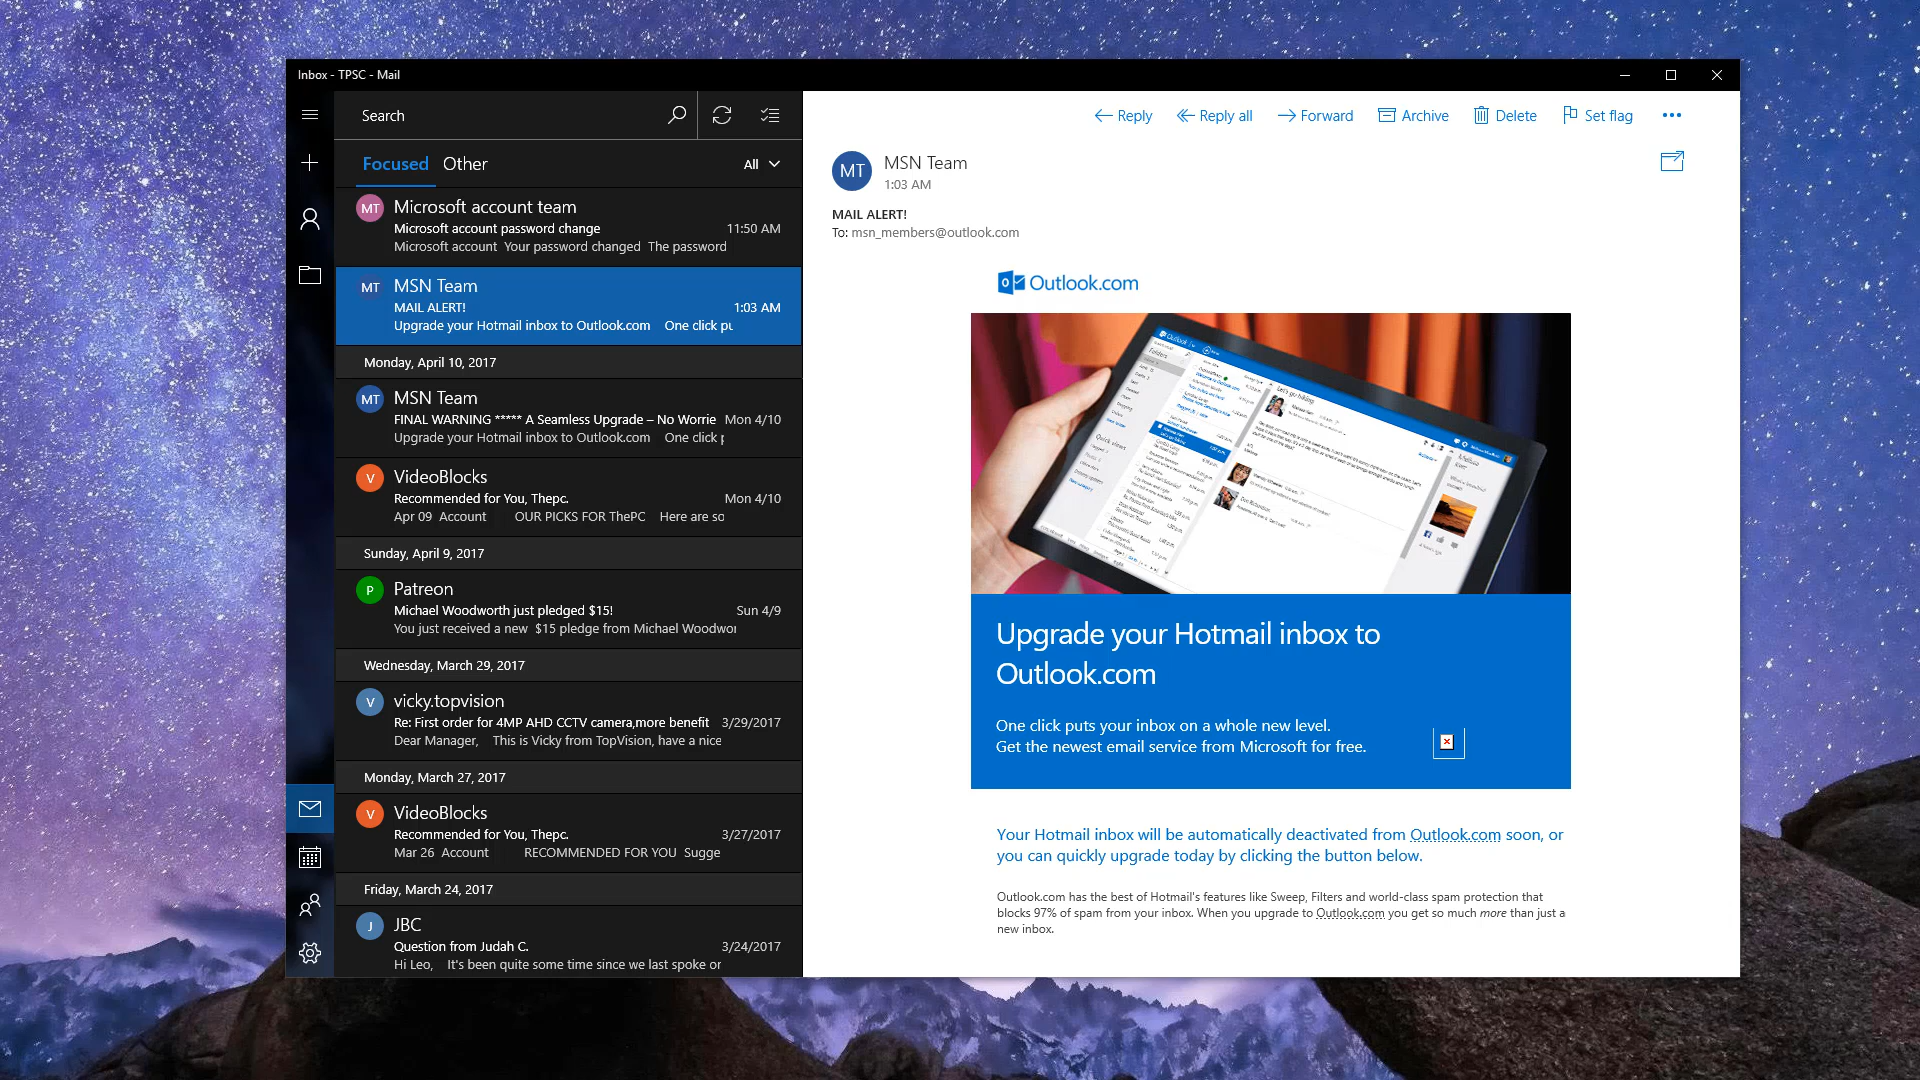 Inbox - TPSC - Mail
Search
Focused Other All
MT Microsoft account team
Microsoft account password change 11:50 AM
Microsoft account Your password changed The password
MT MSN Team
MAIL ALERT! 1:03 AM
Upgrade your Hotmail inbox to Outlook.com One click pu
Monday, April 10, 2017
MT MSN Team
FINAL WARNING ***** A Seamless Upgrade – No Worrie Mon 4/10
Upgrade your Hotmail inbox to Outlook.com One click p
V VideoBlocks
Recommended for You, Thepc. Mon 4/10
Apr 09 Account OUR PICKS FOR ThePC Here are so
Sunday, April 9, 2017
P Patreon
Michael Woodworth just pledged $15! Sun 4/9
You just received a new $15 pledge from Michael Woodwor
Wednesday, March 29, 2017
V vicky.topvision
Re: First order for 4MP AHD CCTV camera,more benefit 3/29/2017
Dear Manager, This is Vicky from TopVision, have a nice
Monday, March 27, 2017
V VideoBlocks
Recommended for You, Thepc. 3/27/2017
Mar 26 Account RECOMMENDED FOR YOU Sugge
Friday, March 24, 2017
J JBC
Question from Judah C. 3/24/2017
Hi Leo, It's been quite some time since we last spoke or
Reply Reply all Forward Archive Delete Set flag
MT MSN Team
1:03 AM
MAIL ALERT!
To: msn_members@outlook.com
Outlook.com
Outlook
Folders
Let's go hiking
Quick views
Upgrade your Hotmail inbox to
Outlook.com
One click puts your inbox on a whole new level.
Get the newest email service from Microsoft for free.
Your Hotmail inbox will be automatically deactivated from Outlook.com soon, or
you can quickly upgrade today by clicking the button below.
Outlook.com has the best of Hotmail's features like Sweep, Filters and world-class spam protection that
blocks 97% of spam from your inbox. When you upgrade to Outlook.com you get so much more than just a
new inbox.